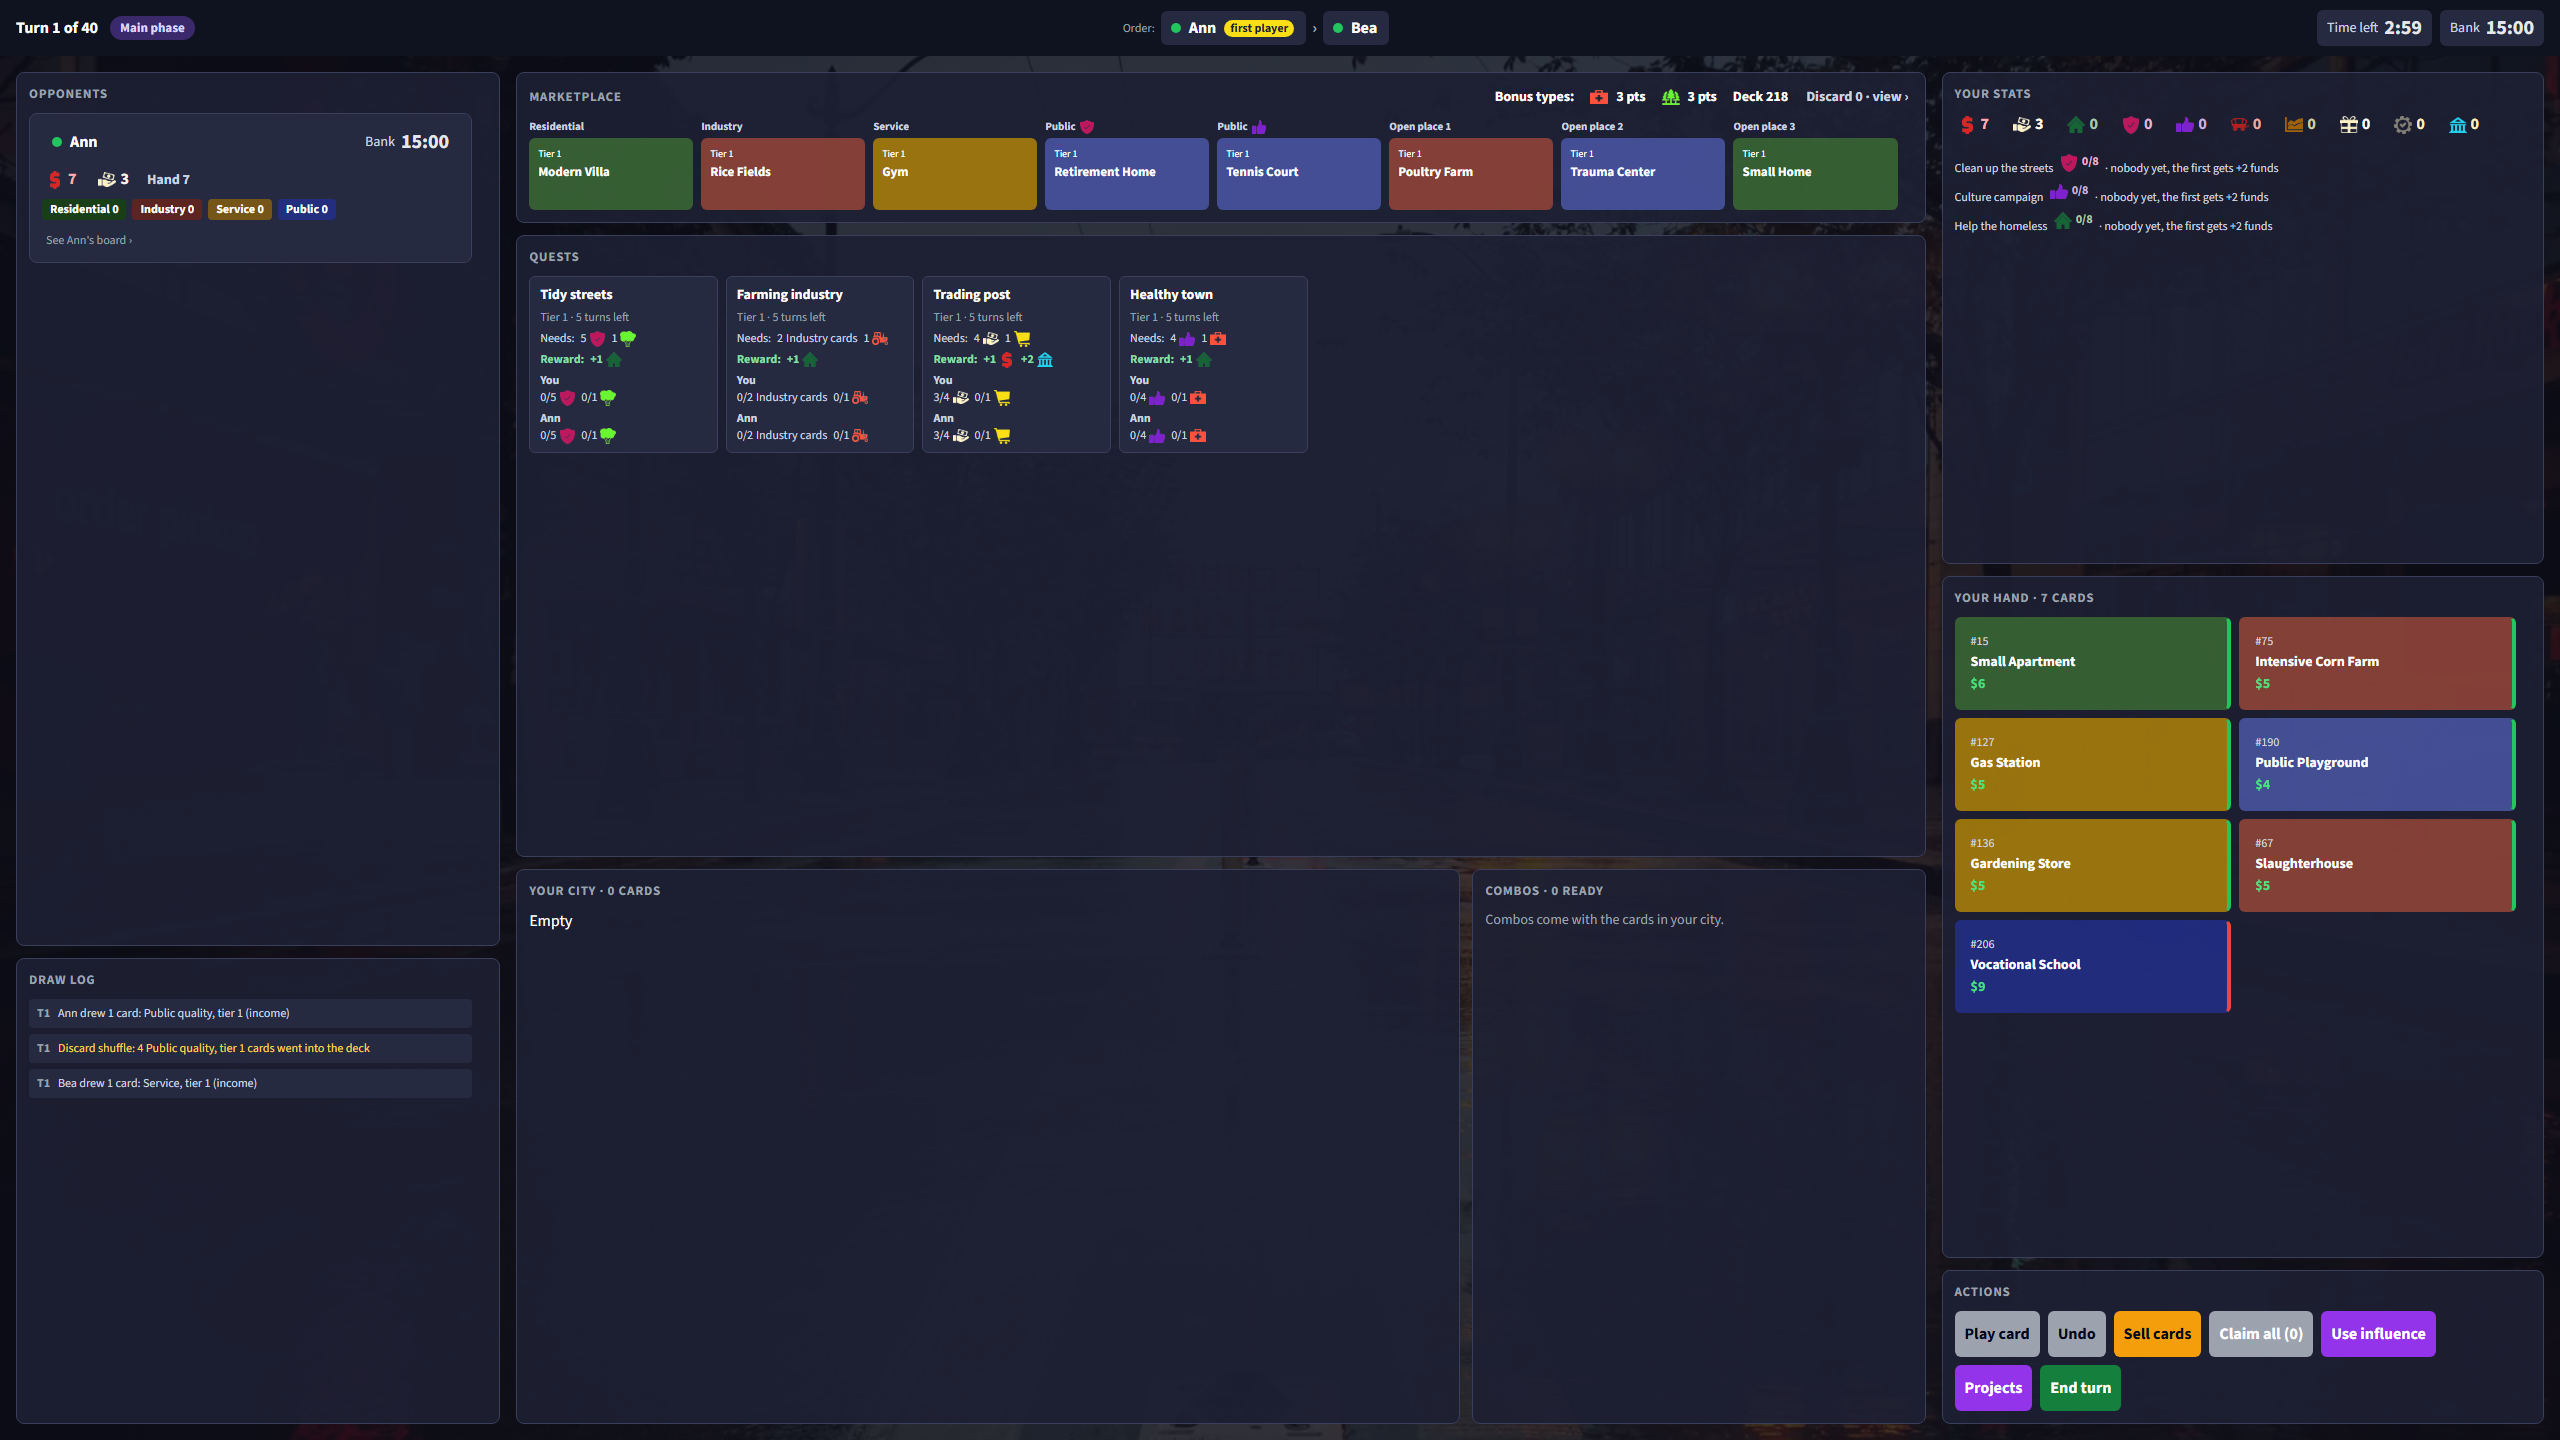 Turn 1 of 40 Main phase
Order: Ann first player › Bea
Time left 2:59 Bank 15:00
OPPONENTS
Ann Bank 15:00
7 3 Hand 7
Residential 0 Industry 0 Service 0 Public 0
See Ann's board ›
DRAW LOG
T1 Ann drew 1 card: Public quality, tier 1 (income)
T1 Discard shuffle: 4 Public quality, tier 1 cards went into the deck
T1 Bea drew 1 card: Service, tier 1 (income)
MARKETPLACE
Bonus types: 3 pts 3 pts Deck 218 Discard 0 · view ›
Residential
Tier 1
Modern Villa
Industry
Tier 1
Rice Fields
Service
Tier 1
Gym
Public
Tier 1
Retirement Home
Public
Tier 1
Tennis Court
Open place 1
Tier 1
Poultry Farm
Open place 2
Tier 1
Trauma Center
Open place 3
Tier 1
Small Home
QUESTS
Tidy streets
Tier 1 · 5 turns left
Needs: 5 1
Reward: +1
You
0/5 0/1
Ann
0/5 0/1
Farming industry
Tier 1 · 5 turns left
Needs: 2 Industry cards 1
Reward: +1
You
0/2 Industry cards 0/1
Ann
0/2 Industry cards 0/1
Trading post
Tier 1 · 5 turns left
Needs: 4 1
Reward: +1 +2
You
3/4 0/1
Ann
3/4 0/1
Healthy town
Tier 1 · 5 turns left
Needs: 4 1
Reward: +1
You
0/4 0/1
Ann
0/4 0/1
YOUR CITY · 0 CARDS
Empty
COMBOS · 0 READY
Combos come with the cards in your city.
YOUR STATS
$ 7 3 0 0 0 0 0 0 0 0
Clean up the streets 0/8 · nobody yet, the first gets +2 funds
Culture campaign 0/8 · nobody yet, the first gets +2 funds
Help the homeless 0/8 · nobody yet, the first gets +2 funds
YOUR HAND · 7 CARDS
#15
Small Apartment
$6
#75
Intensive Corn Farm
$5
#127
Gas Station
$5
#190
Public Playground
$4
#136
Gardening Store
$5
#67
Slaughterhouse
$5
#206
Vocational School
$9
ACTIONS
Play card Undo Sell cards Claim all (0) Use influence
Projects End turn